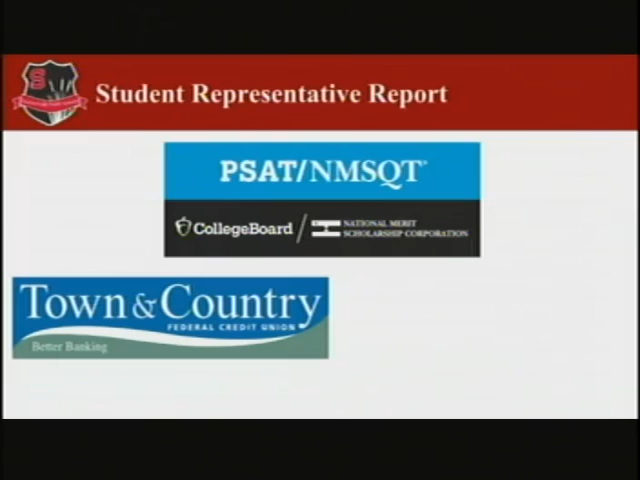 S
Student Representative Report
PSAT/NMSQT®
CollegeBoard
NATIONAL MERIT
SCHOLARSHIP CORPORATION
Town & Country
FEDERAL CREDIT UNION
Better Banking